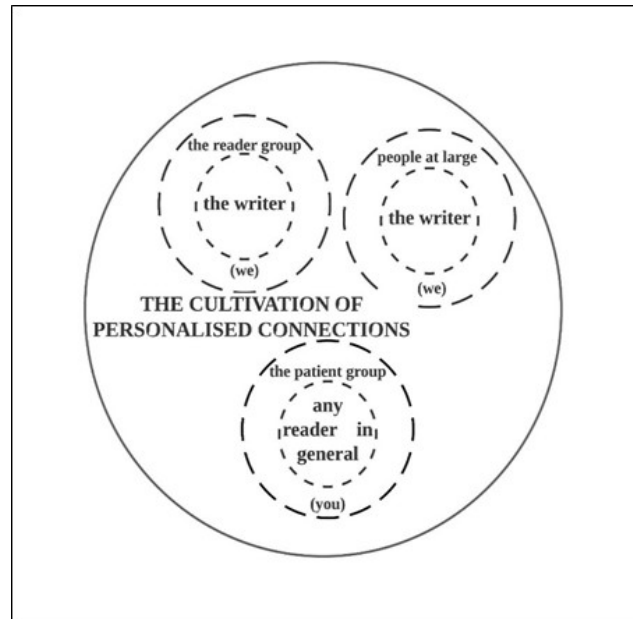 the reader group
the writer
(we)
people at large
the writer
(we)
THE CULTIVATION OF
PERSONALISED CONNECTIONS
the patient group
any
reader in
general
(you)